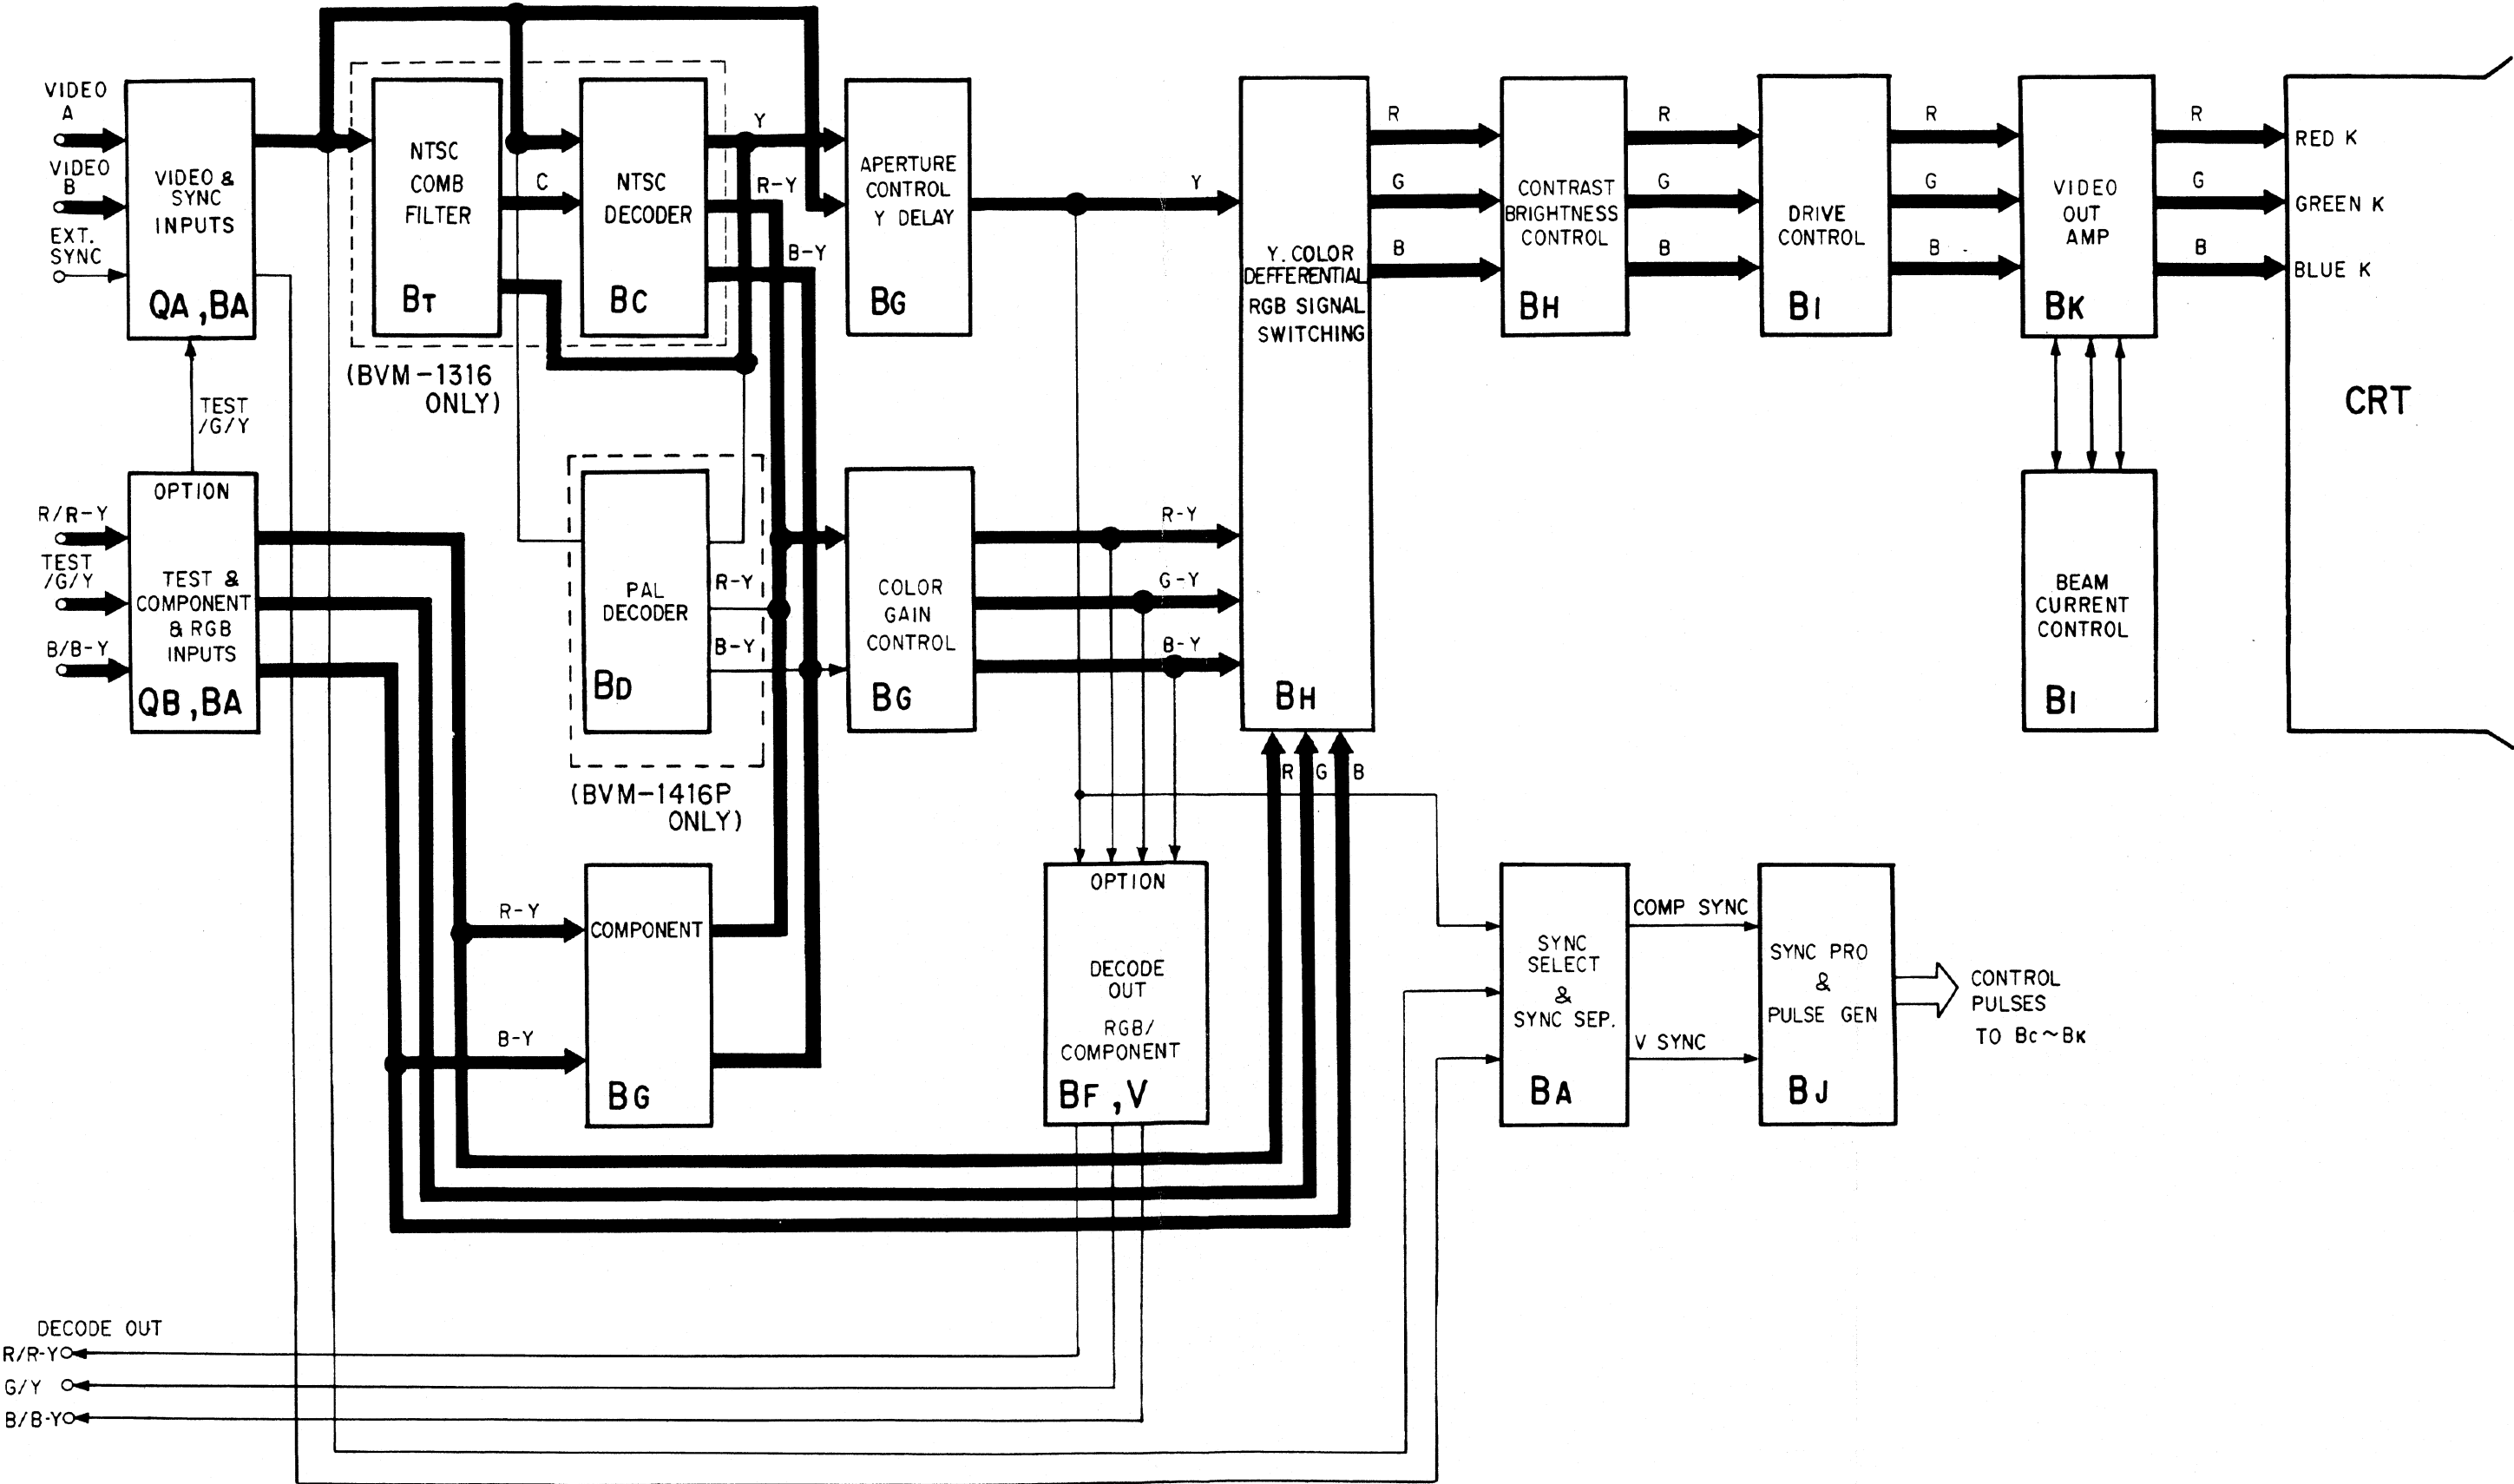 VIDEO
A
VIDEO
B
EXT.
SYNC
VIDEO &
SYNC
INPUTS
QA ,BA
NTSC
COMB
FILTER
BT
C
NTSC
DECODER
BC
(BVM-1316
ONLY)
Y
R-Y
B-Y
APERTURE
CONTROL
Y DELAY
BG
Y
Y. COLOR
DEFFERENTIAL
RGB SIGNAL
SWITCHING
BH
R
G
B
CONTRAST
BRIGHTNESS
CONTROL
BH
R
G
B
DRIVE
CONTROL
BI
R
G
B
VIDEO
OUT
AMP
BK
R
G
B
RED K
GREEN K
BLUE K
CRT
TEST
/G/Y
R/R-Y
TEST
/G/Y
B/B-Y
OPTION
TEST &
COMPONENT
& RGB
INPUTS
QB ,BA
PAL
DECODER
BD
R-Y
B-Y
(BVM-1416P
ONLY)
COLOR
GAIN
CONTROL
BG
R-Y
G-Y
B-Y
R
G
B
BEAM
CURRENT
CONTROL
BI
R-Y
B-Y
COMPONENT
BG
OPTION
DECODE
OUT
RGB/
COMPONENT
BF ,V
SYNC
SELECT
&
SYNC SEP.
BA
COMP SYNC
V SYNC
SYNC PRO
&
PULSE GEN
BJ
CONTROL
PULSES
TO Bc~BK
DECODE OUT
R/R-Y
G/Y
B/B-Y